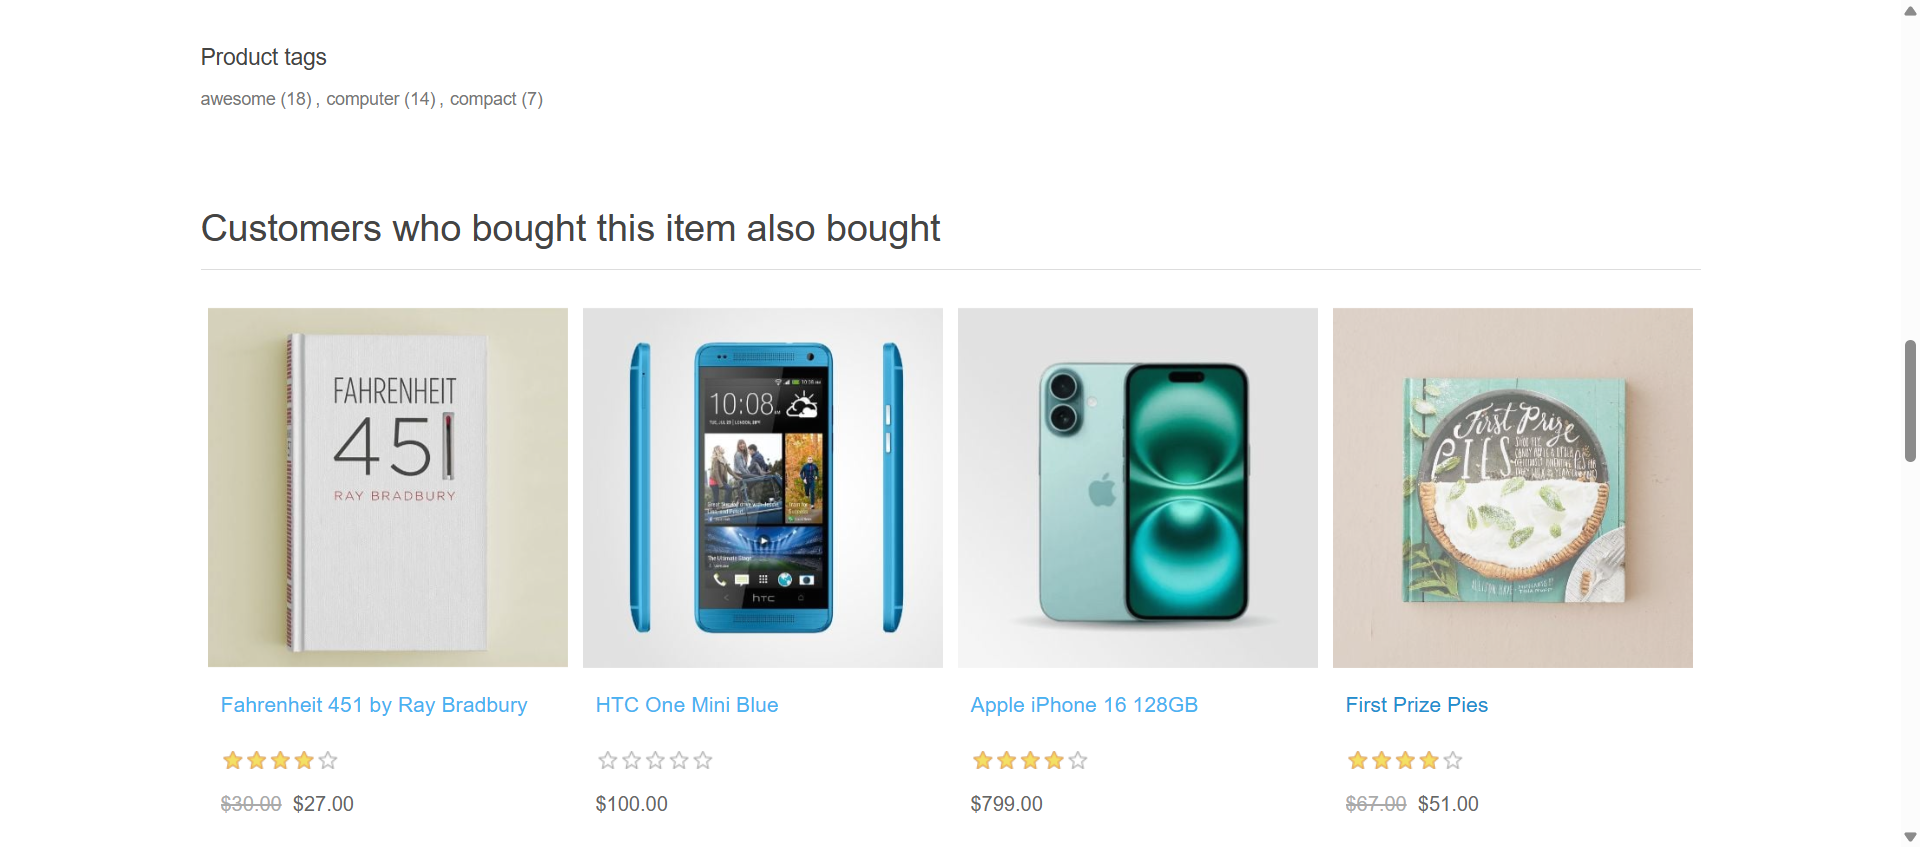 Product tags
awesome (18) , computer (14) , compact (7)
Customers who bought this item also bought
FAHRENHEIT
451
RAY BRADBURY
10:08
htc
First Prize
PIES
Fahrenheit 451 by Ray Bradbury
HTC One Mini Blue
Apple iPhone 16 128GB
First Prize Pies
$30.00 $27.00
$100.00
$799.00
$67.00 $51.00